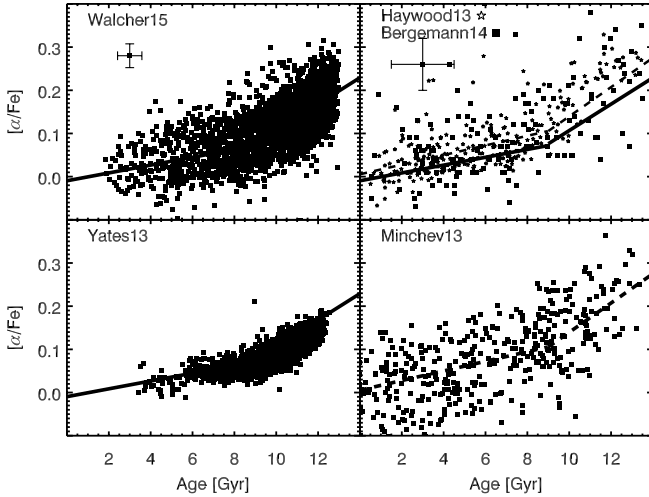 Walcher15
Haywood13 ☆
Bergemann14 ■
[α/Fe]
0.3
0.2
0.1
0.0
Yates13
Minchev13
[α/Fe]
0.3
0.2
0.1
0.0
2 4 6 8 10 12
2 4 6 8 10 12
Age [Gyr]
Age [Gyr]